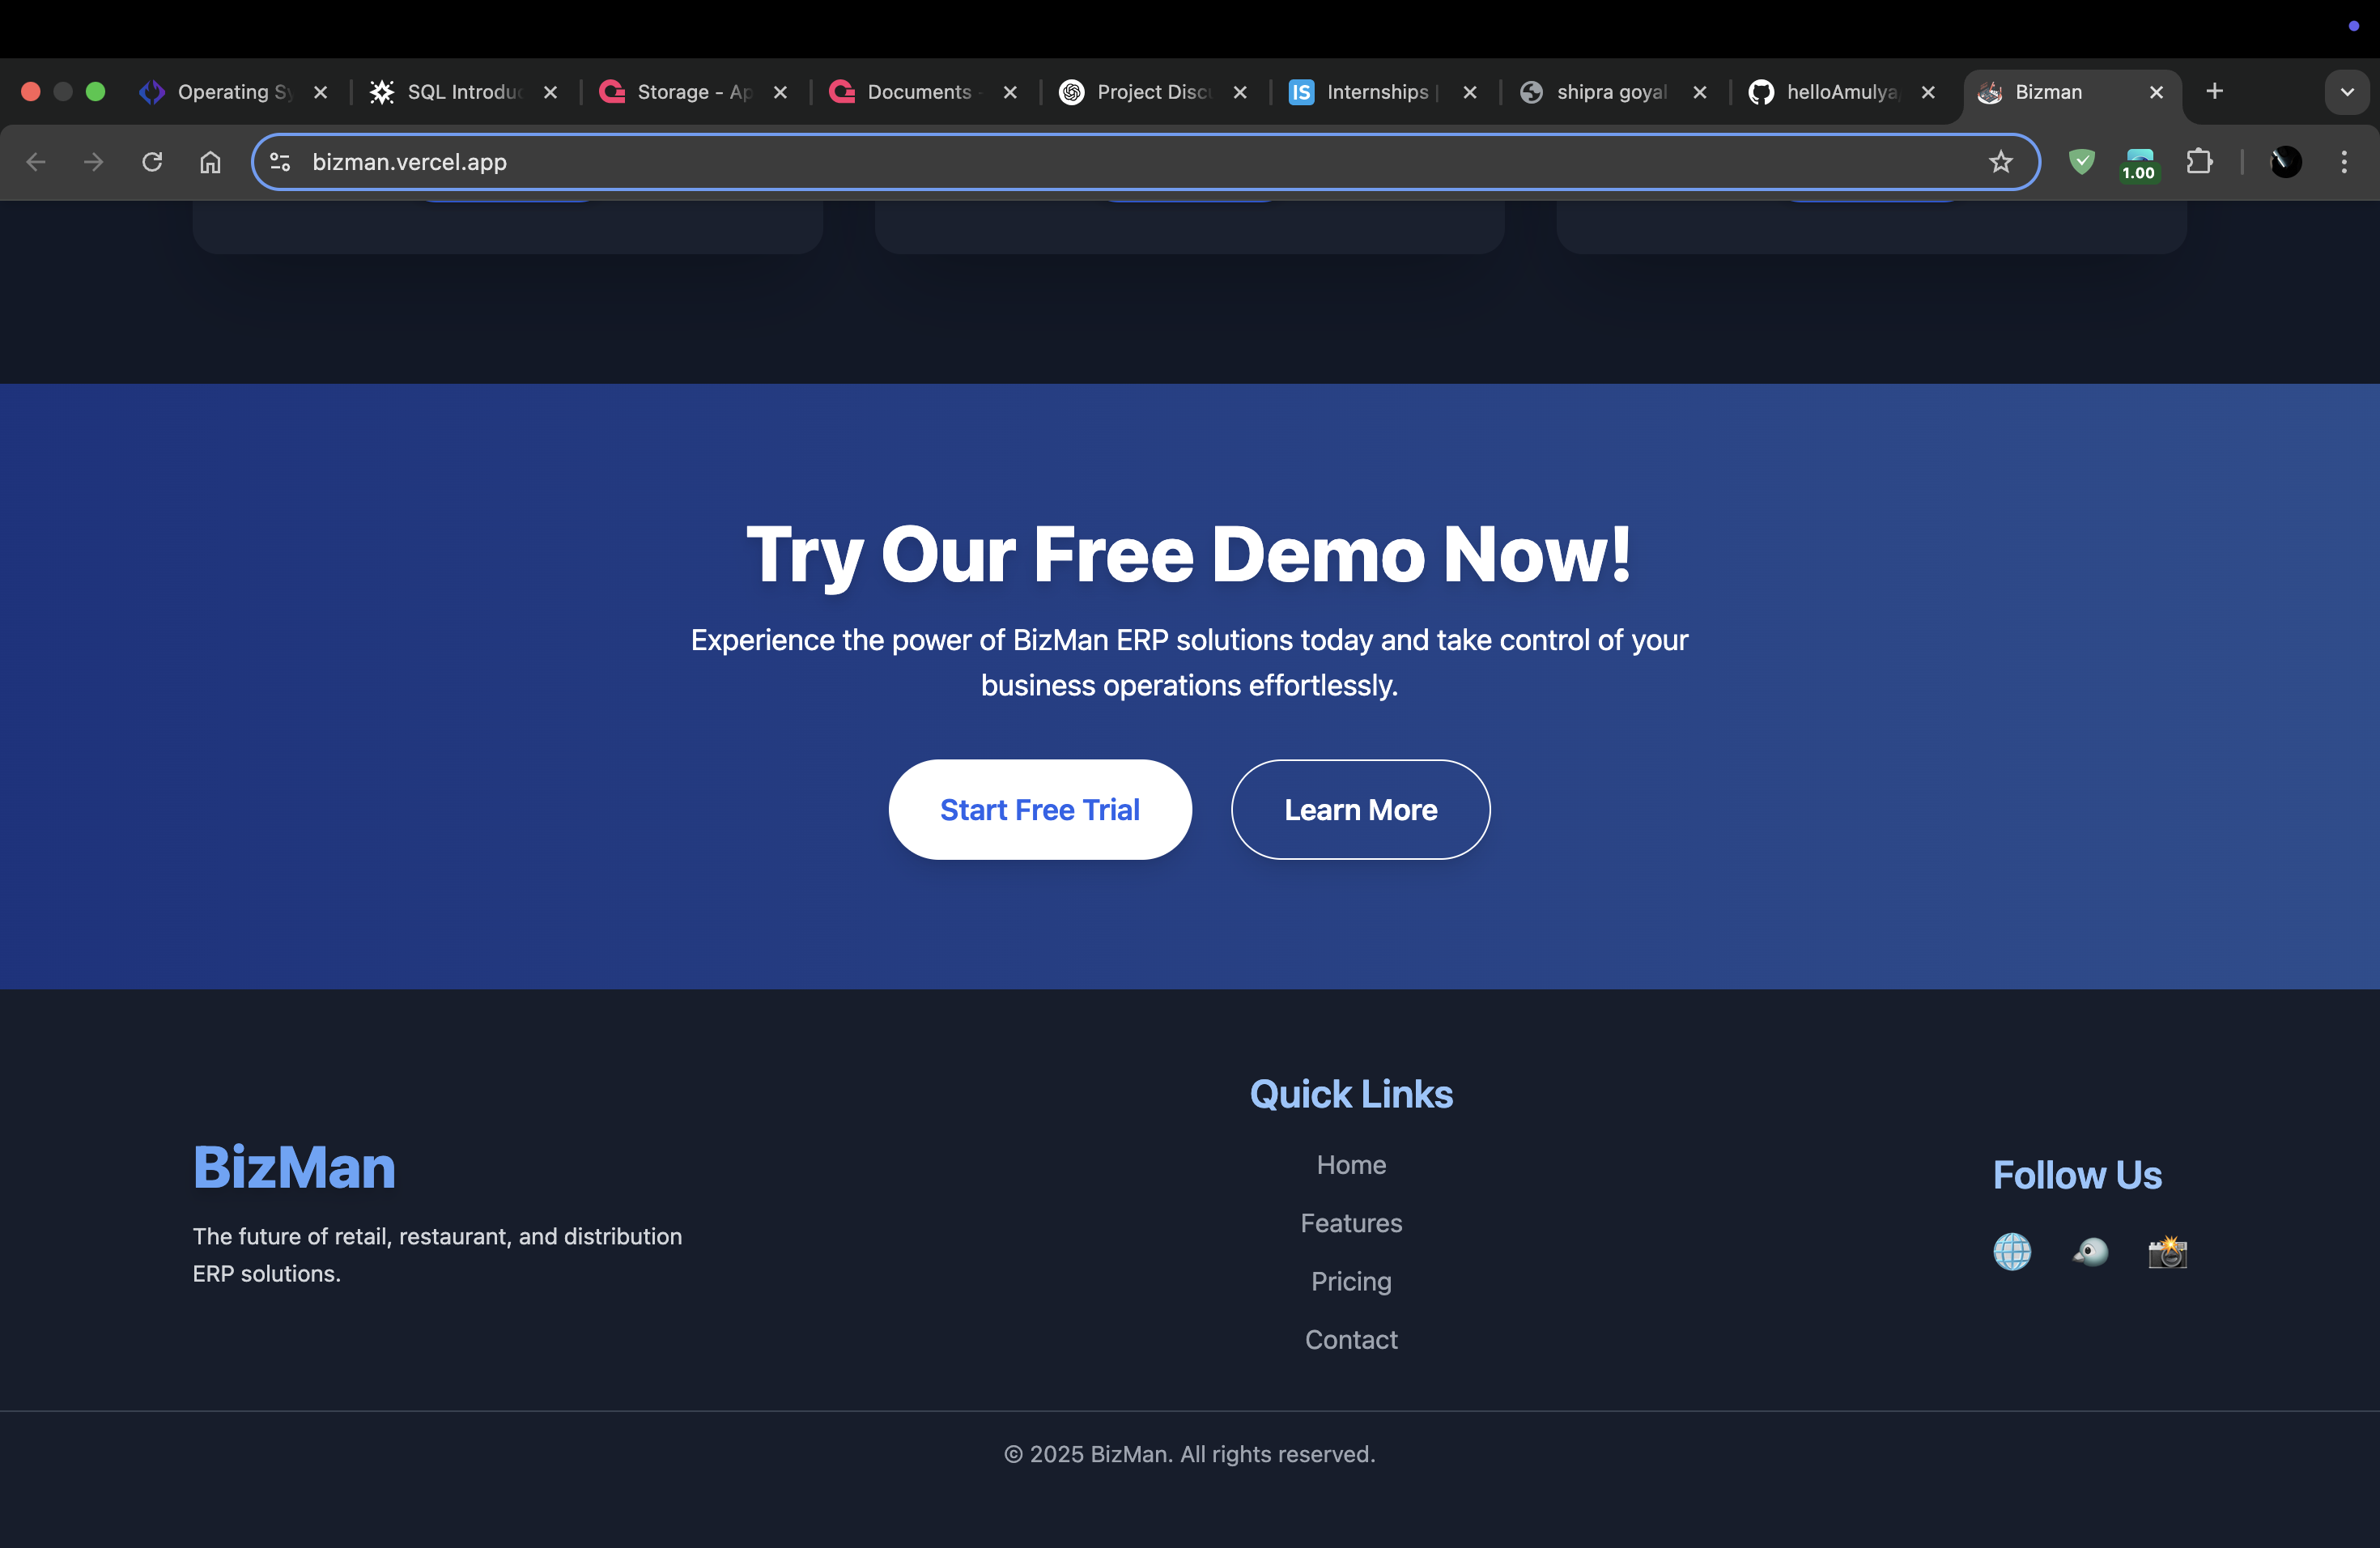 Operating Sy
SQL Introduc
Storage - Ap
Documents -
Project Discu
IS
Internships |
shipra goyal
helloAmulya/
Bizman
bizman.vercel.app
1.00
Try Our Free Demo Now!
Experience the power of BizMan ERP solutions today and take control of your
business operations effortlessly.
Start Free Trial
Learn More
BizMan
The future of retail, restaurant, and distribution
ERP solutions.
Quick Links
Home
Features
Pricing
Contact
Follow Us
© 2025 BizMan. All rights reserved.